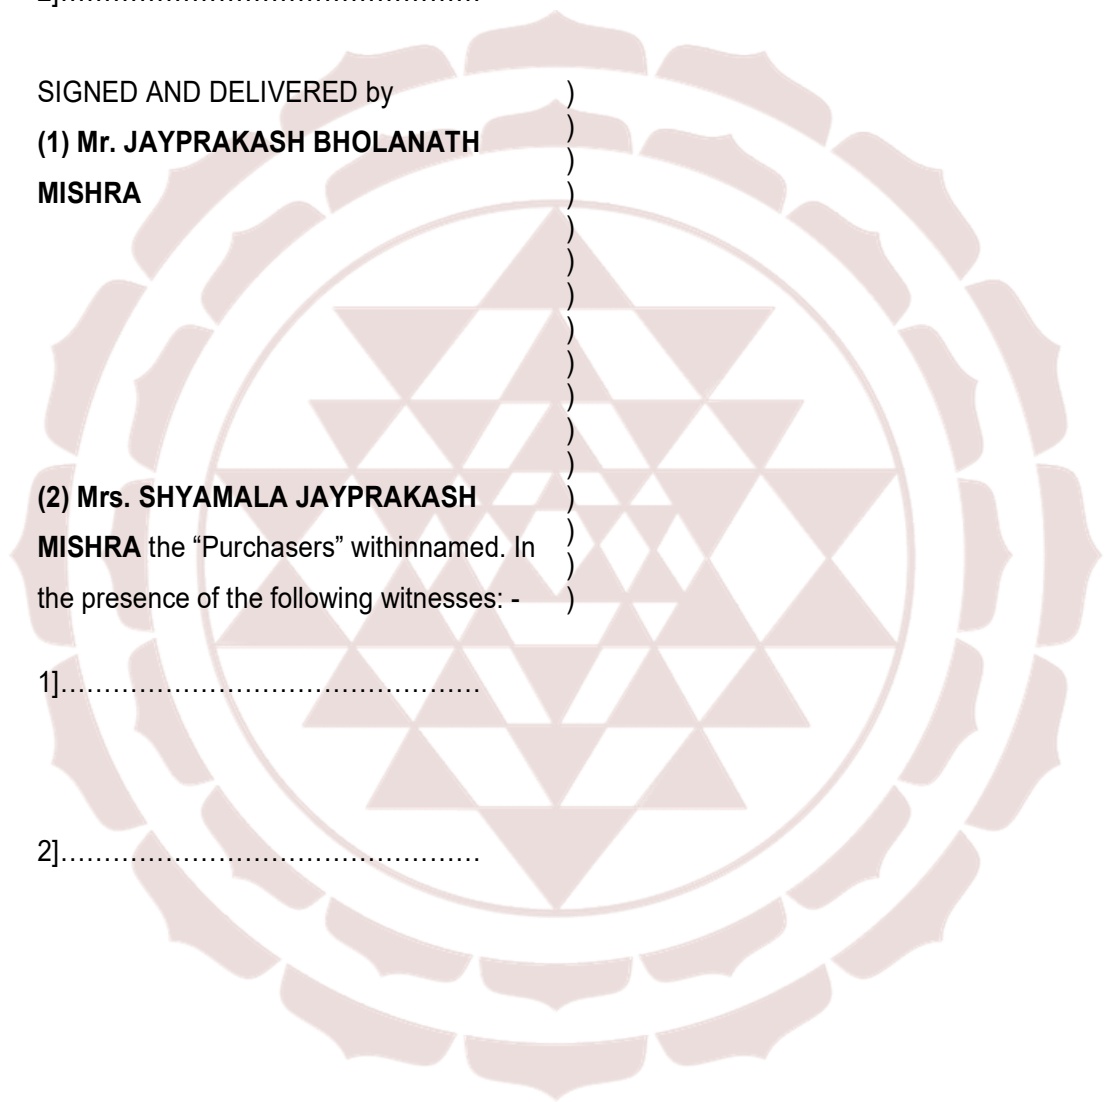 SIGNED AND DELIVERED by )
(1) Mr. JAYPRAKASH BHOLANATH )
)
MISHRA )
)
)
)
)
)
)
)
)
(2) Mrs. SHYAMALA JAYPRAKASH )
MISHRA the “Purchasers” withinnamed. In )
)
the presence of the following witnesses: - )
1]…………………………………………
2]…………………………………………